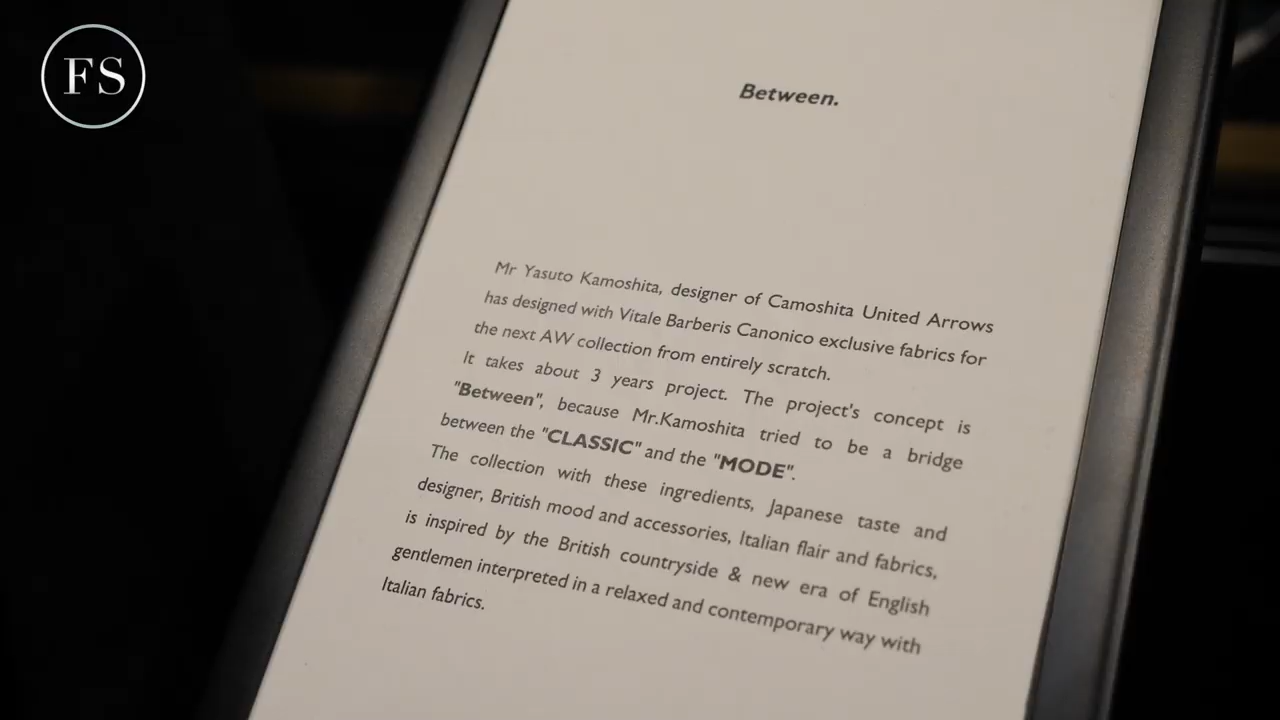 FS
Between.
Mr Yasuto Kamoshita, designer of Camoshita United Arrows
has designed with Vitale Barberis Canonico exclusive fabrics for
the next AW collection from entirely scratch.
It takes about 3 years project. The project's concept is
"Between", because Mr.Kamoshita tried to be a bridge
between the "CLASSIC" and the "MODE".
The collection with these ingredients, Japanese taste and
designer, British mood and accessories, Italian flair and fabrics,
is inspired by the British countryside & new era of English
gentlemen interpreted in a relaxed and contemporary way with
Italian fabrics.